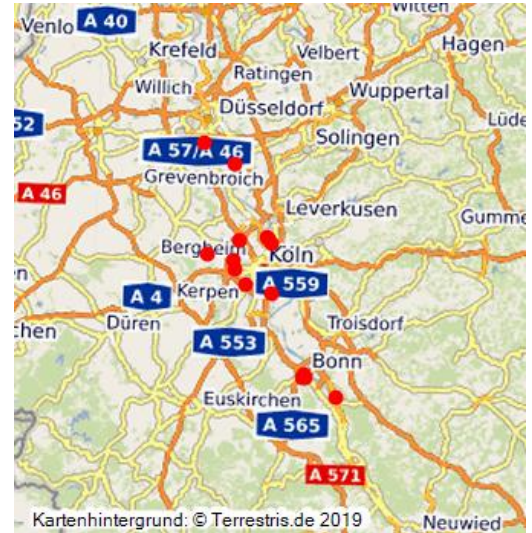 Witten
Venlo
A 40
Krefeld
Velbert
Hagen
Ratingen
Willich
Wuppertal
Düsseldorf
52
Lüde
Solingen
A 57/A 46
Grevenbroich
A 46
Leverkusen
Gumme
Bergheim
Köln
en
A 4
Kerpen
A 559
chen
Düren
Troisdorf
A 553
Bonn
Euskirchen
A 565
A 571
Kartenhintergrund: © Terrestris.de 2019
Neuwied